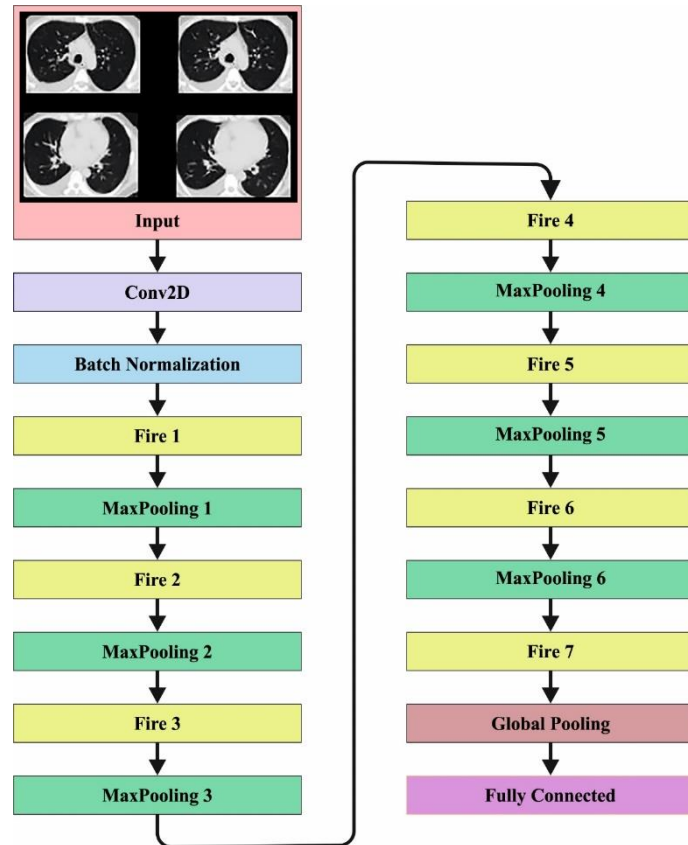 Input
Conv2D
Batch Normalization
Fire 1
MaxPooling 1
Fire 2
MaxPooling 2
Fire 3
MaxPooling 3
Fire 4
MaxPooling 4
Fire 5
MaxPooling 5
Fire 6
MaxPooling 6
Fire 7
Global Pooling
Fully Connected